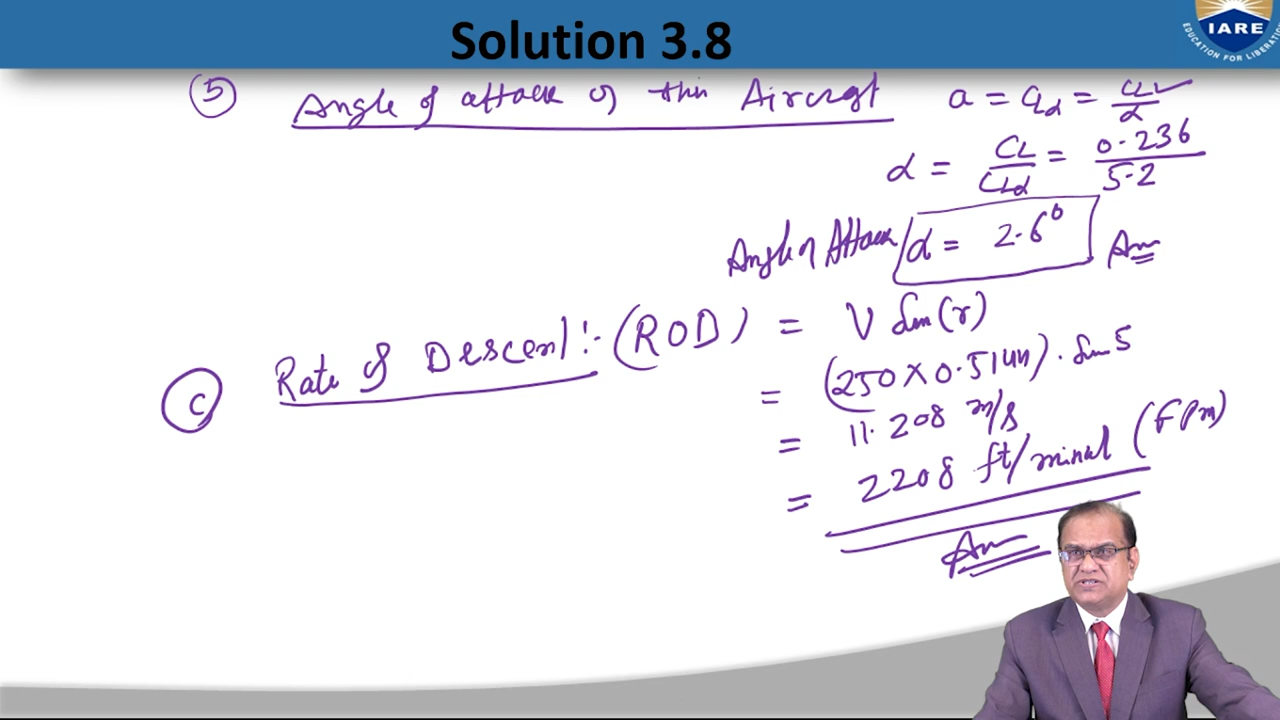 Solution 3.8
IARE
EDUCATION FOR LIBERATION
(5) Angle of attack of this Aircraft a = a_α = CL/α
α = CL/CLα = 0.236/5.2
Angle of Attack α = 2.6° Ans
(C) Rate of Descent :- (ROD) = V Sin(γ)
= (250 × 0.5144) . Sin 5
= 11.208 m/s
= 2208 ft/minut (FPM)
Ans